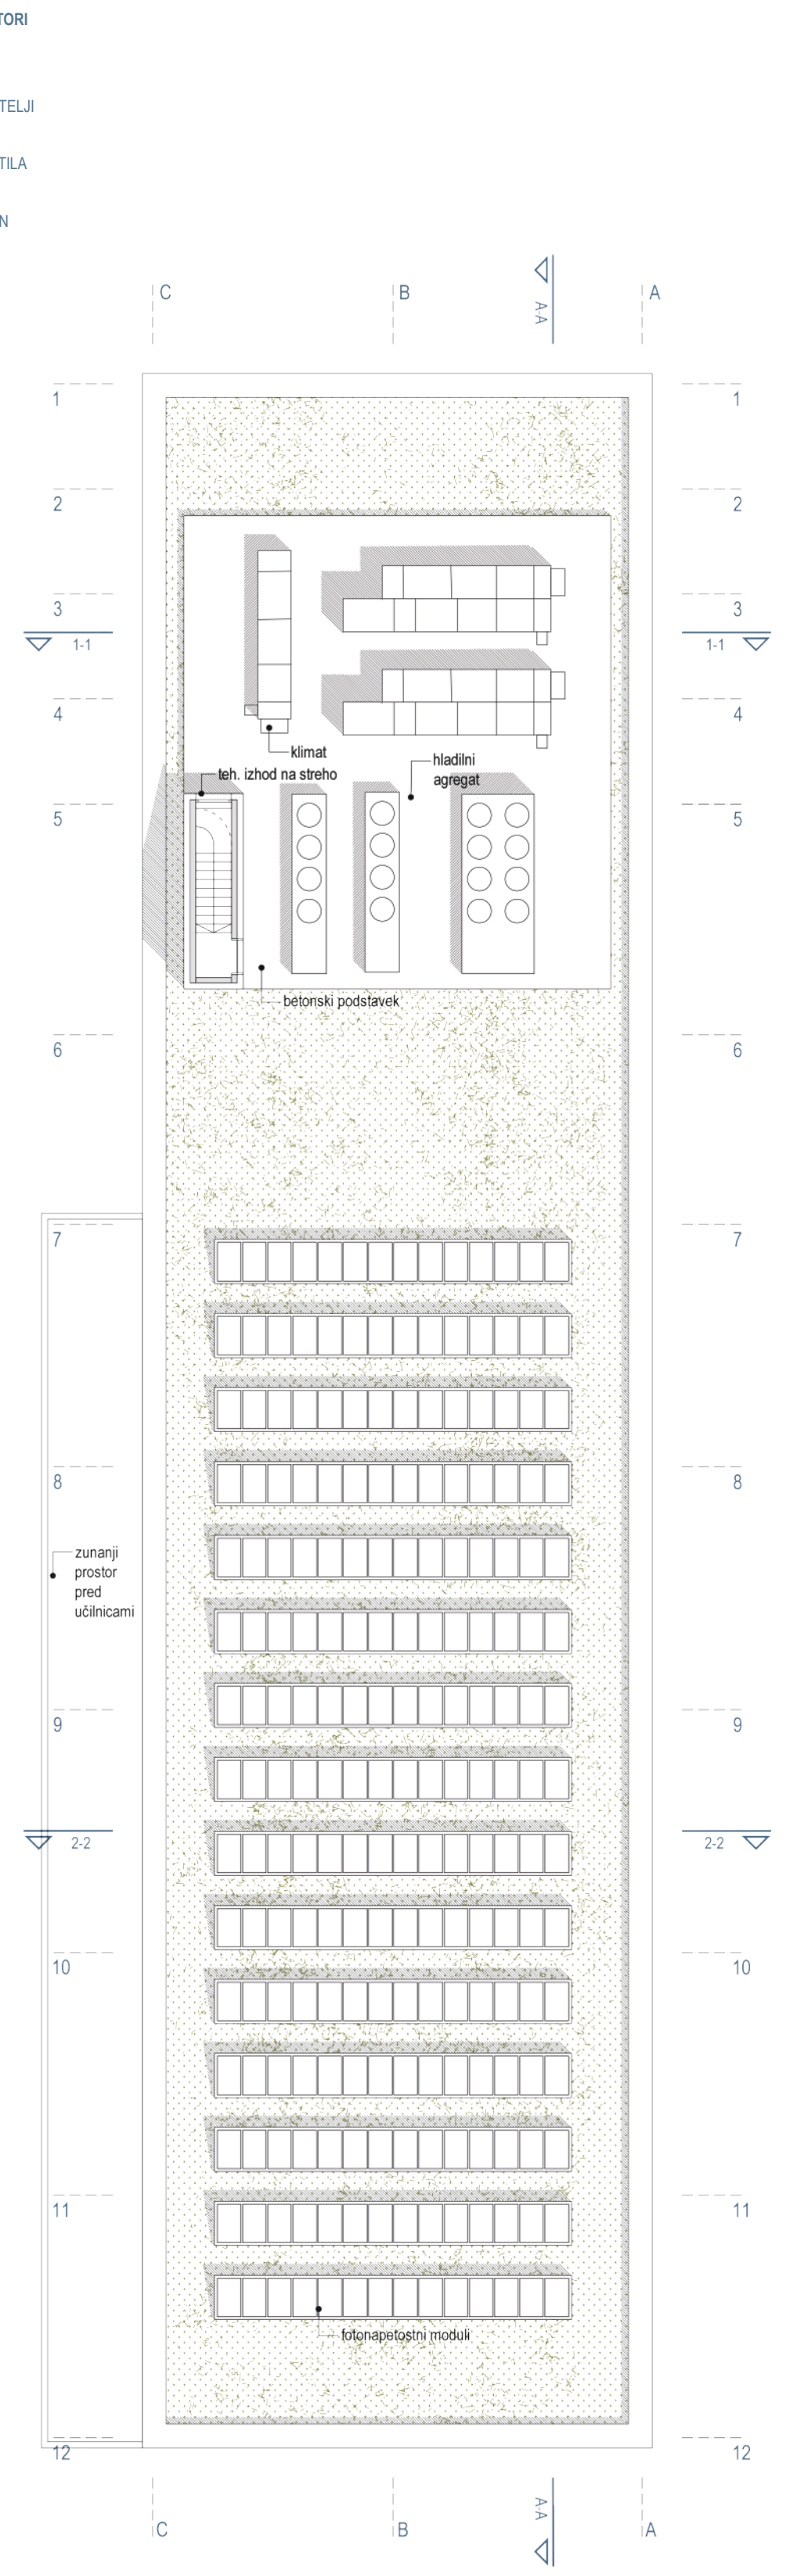 TORI
TELJI
TILA
N
C B A-A A
1 1
2 2
3 3
1-1 1-1
4 4
klimat
teh. izhod na streho
hladilni
agregat
5 5
betonski podstavek
6 6
7 7
8 8
zunanji
prostor
pred
učilnicami
9 9
2-2 2-2
10 10
11 11
fotonapetostni moduli
12 12
C B A-A A